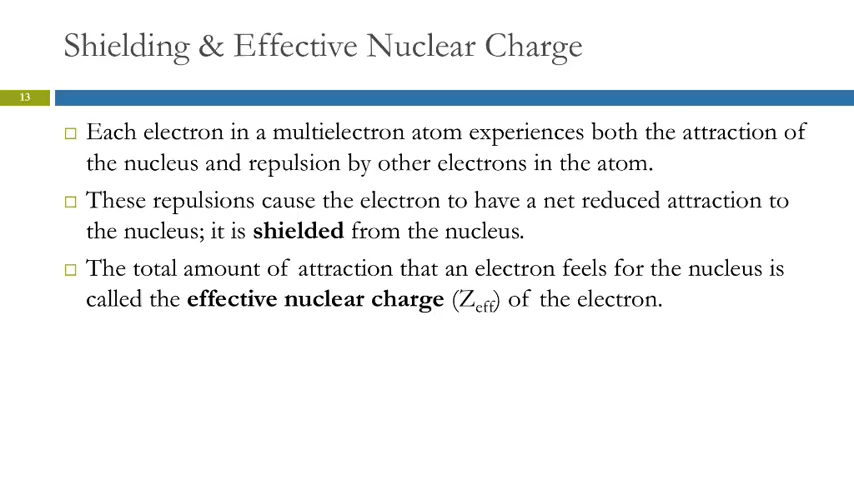 Shielding & Effective Nuclear Charge
13
Each electron in a multielectron atom experiences both the attraction of
the nucleus and repulsion by other electrons in the atom.
These repulsions cause the electron to have a net reduced attraction to
the nucleus; it is shielded from the nucleus.
The total amount of attraction that an electron feels for the nucleus is
called the effective nuclear charge (Zeff) of the electron.